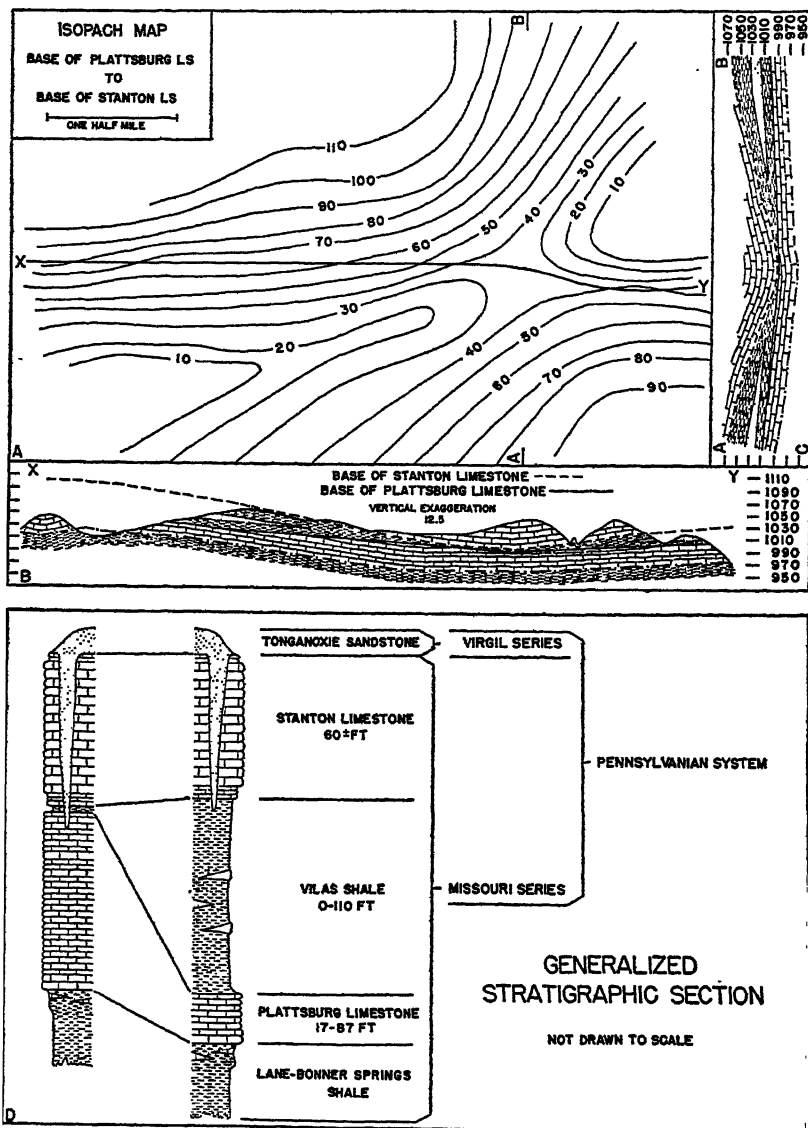 ISOPACH MAP
BASE OF PLATTSBURG LS
TO
BASE OF STANTON LS
ONE HALF MILE
B
110
100
90
80
70
60
50
40
30
20
10
X
Y
30
20
10
40
50
60
70
80
90
A
A
B
1070
1050
1030
1010
990
970
950
A
C
X
BASE OF STANTON LIMESTONE
BASE OF PLATTSBURG LIMESTONE
VERTICAL EXAGGERATION
12.5
Y
1110
1090
1070
1050
1030
1010
990
970
950
B
TONGANOXIE SANDSTONE
VIRGIL SERIES
STANTON LIMESTONE
60±FT
PENNSYLVANIAN SYSTEM
VILAS SHALE
0-110 FT
MISSOURI SERIES
PLATTSBURG LIMESTONE
17-87 FT
LANE-BONNER SPRINGS
SHALE
GENERALIZED
STRATIGRAPHIC SECTION
NOT DRAWN TO SCALE
D